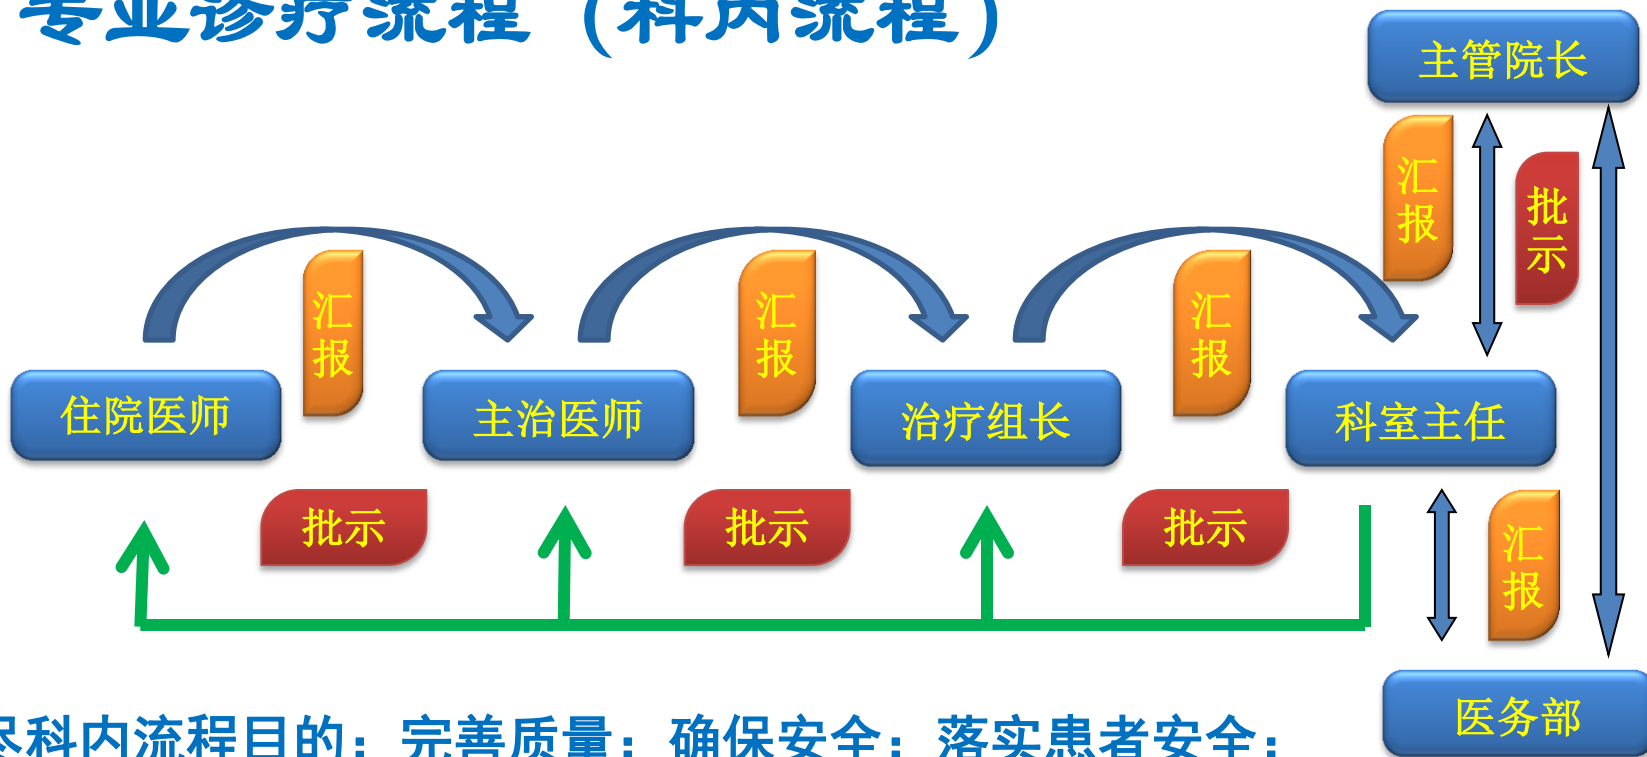 专业诊疗流程（科内流程）
主管院长
汇报
批示
汇报
汇报
汇报
住院医师
主治医师
治疗组长
科室主任
批示
批示
批示
汇报
科内流程目的：完善质量；确保安全；落实患者安全；
医务部